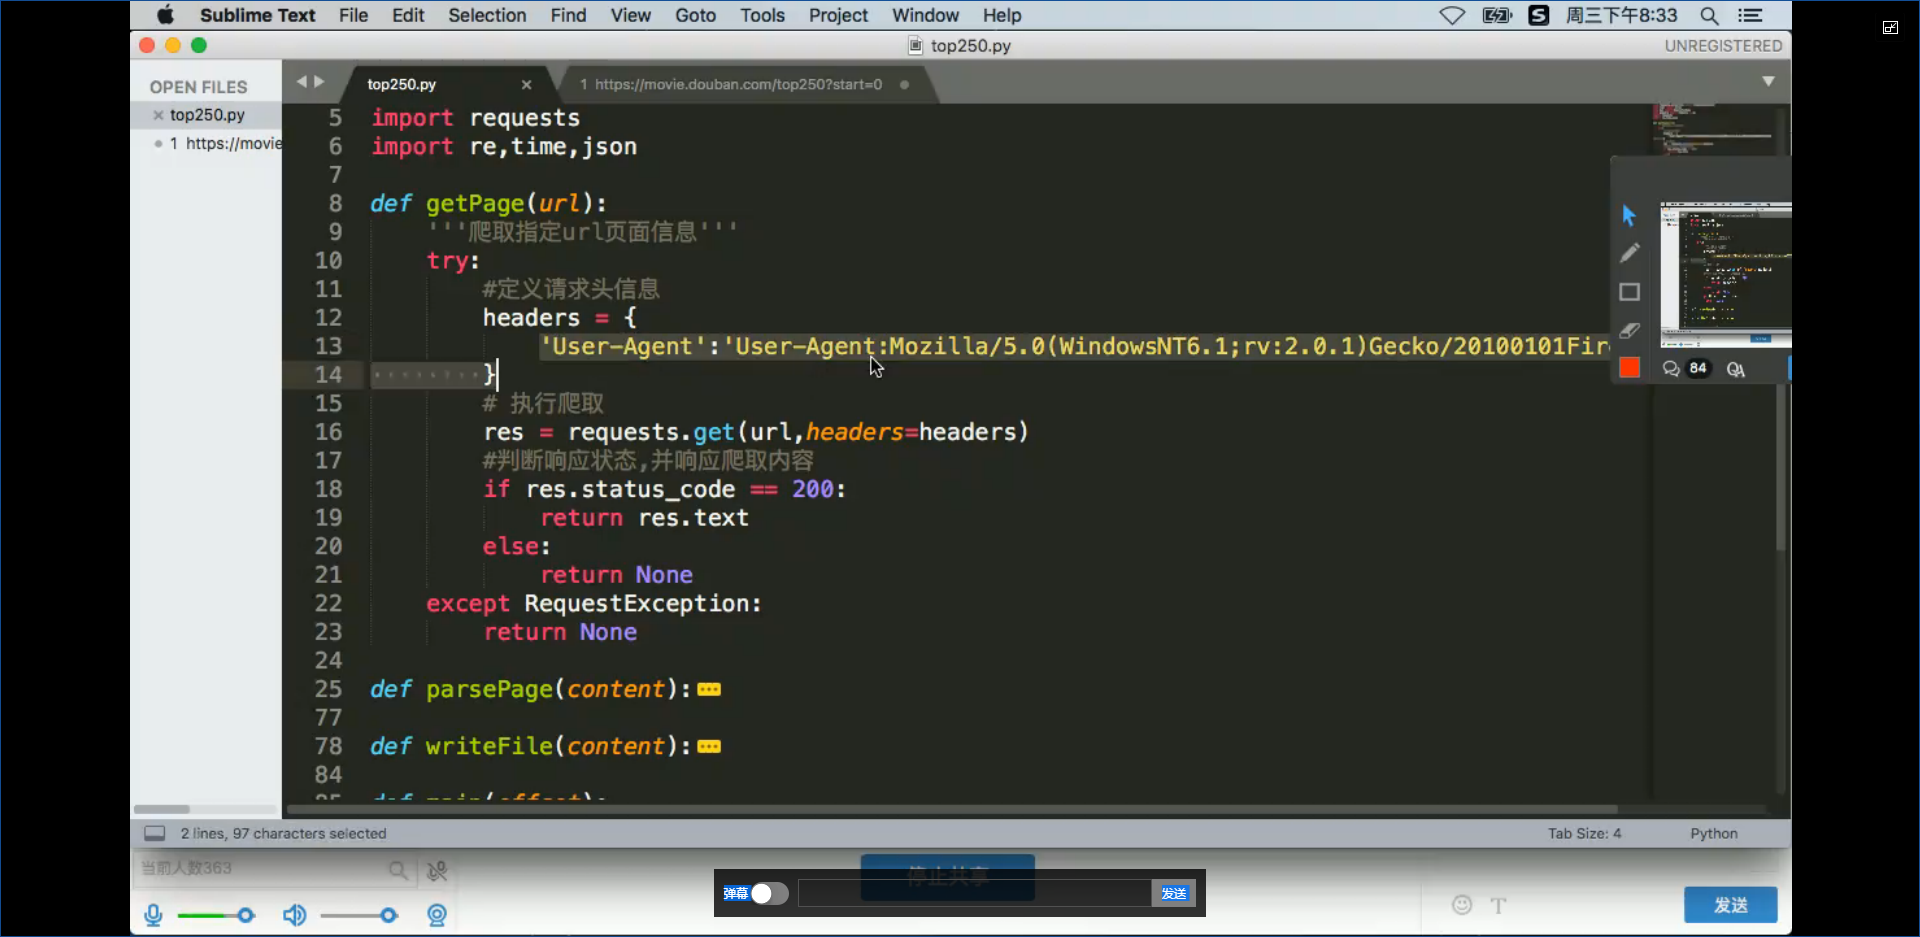 Sublime Text File Edit Selection Find View Goto Tools Project Window Help 周三下午8:33
top250.py UNREGISTERED
OPEN FILES
top250.py
1 https://movie
top250.py 1 https://movie.douban.com/top250?start=0
5 import requests
6 import re,time,json
7
8 def getPage(url):
9 '''爬取指定url页面信息'''
10 try:
11 #定义请求头信息
12 headers = {
13 'User-Agent':'User-Agent:Mozilla/5.0(WindowsNT6.1;rv:2.0.1)Gecko/20100101Fir
14 }
15 # 执行爬取
16 res = requests.get(url,headers=headers)
17 #判断响应状态,并响应爬取内容
18 if res.status_code == 200:
19 return res.text
20 else:
21 return None
22 except RequestException:
23 return None
24
25 def parsePage(content):
77
78 def writeFile(content):
84
84 QA
2 lines, 97 characters selected Tab Size: 4 Python
当前人数363
停止共享
弹幕 发送
发送